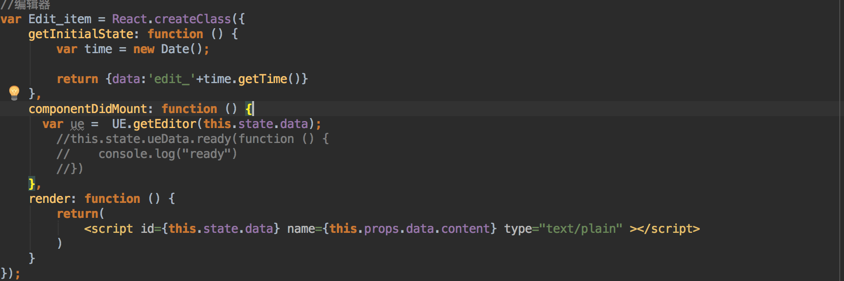 //编辑器
var Edit_item = React.createClass({
    getInitialState: function () {
        var time = new Date();
        return {data:'edit_'+time.getTime()}
    },
    componentDidMount: function () {
      var ue =  UE.getEditor(this.state.data);
        //this.state.ueData.ready(function () {
        //    console.log("ready")
        //})
    },
    render: function () {
        return(
            <script id={this.state.data} name={this.props.data.content} type="text/plain" ></script>
        )
    }
});